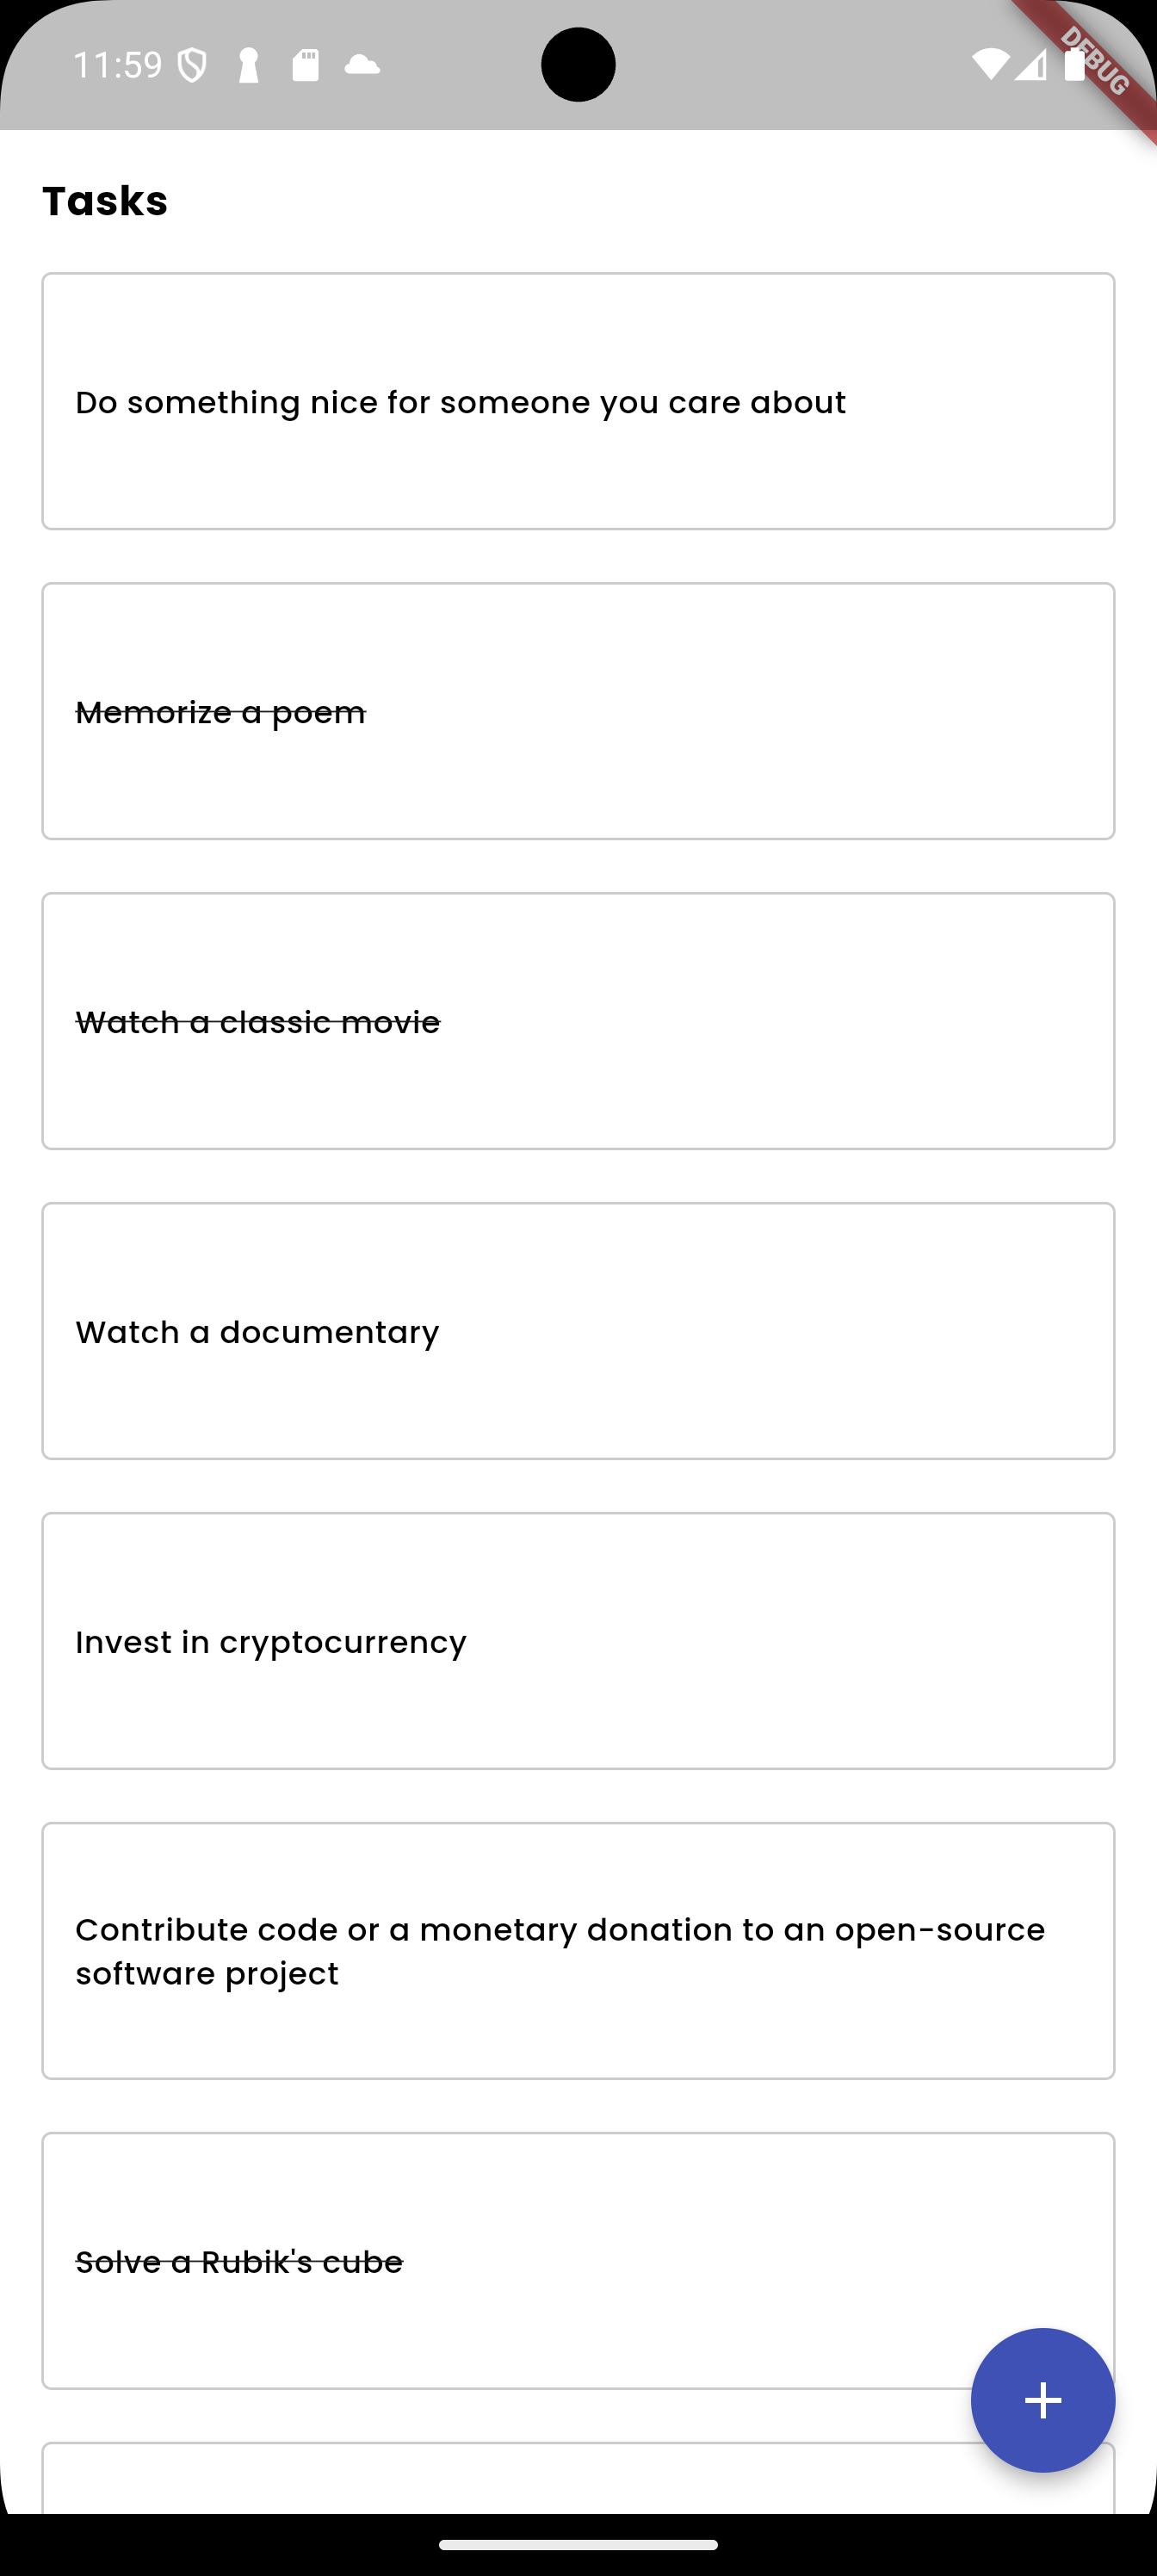 11:59
DEBUG
Tasks
Do something nice for someone you care about
Memorize a poem
Watch a classic movie
Watch a documentary
Invest in cryptocurrency
Contribute code or a monetary donation to an open-source
software project
Solve a Rubik's cube